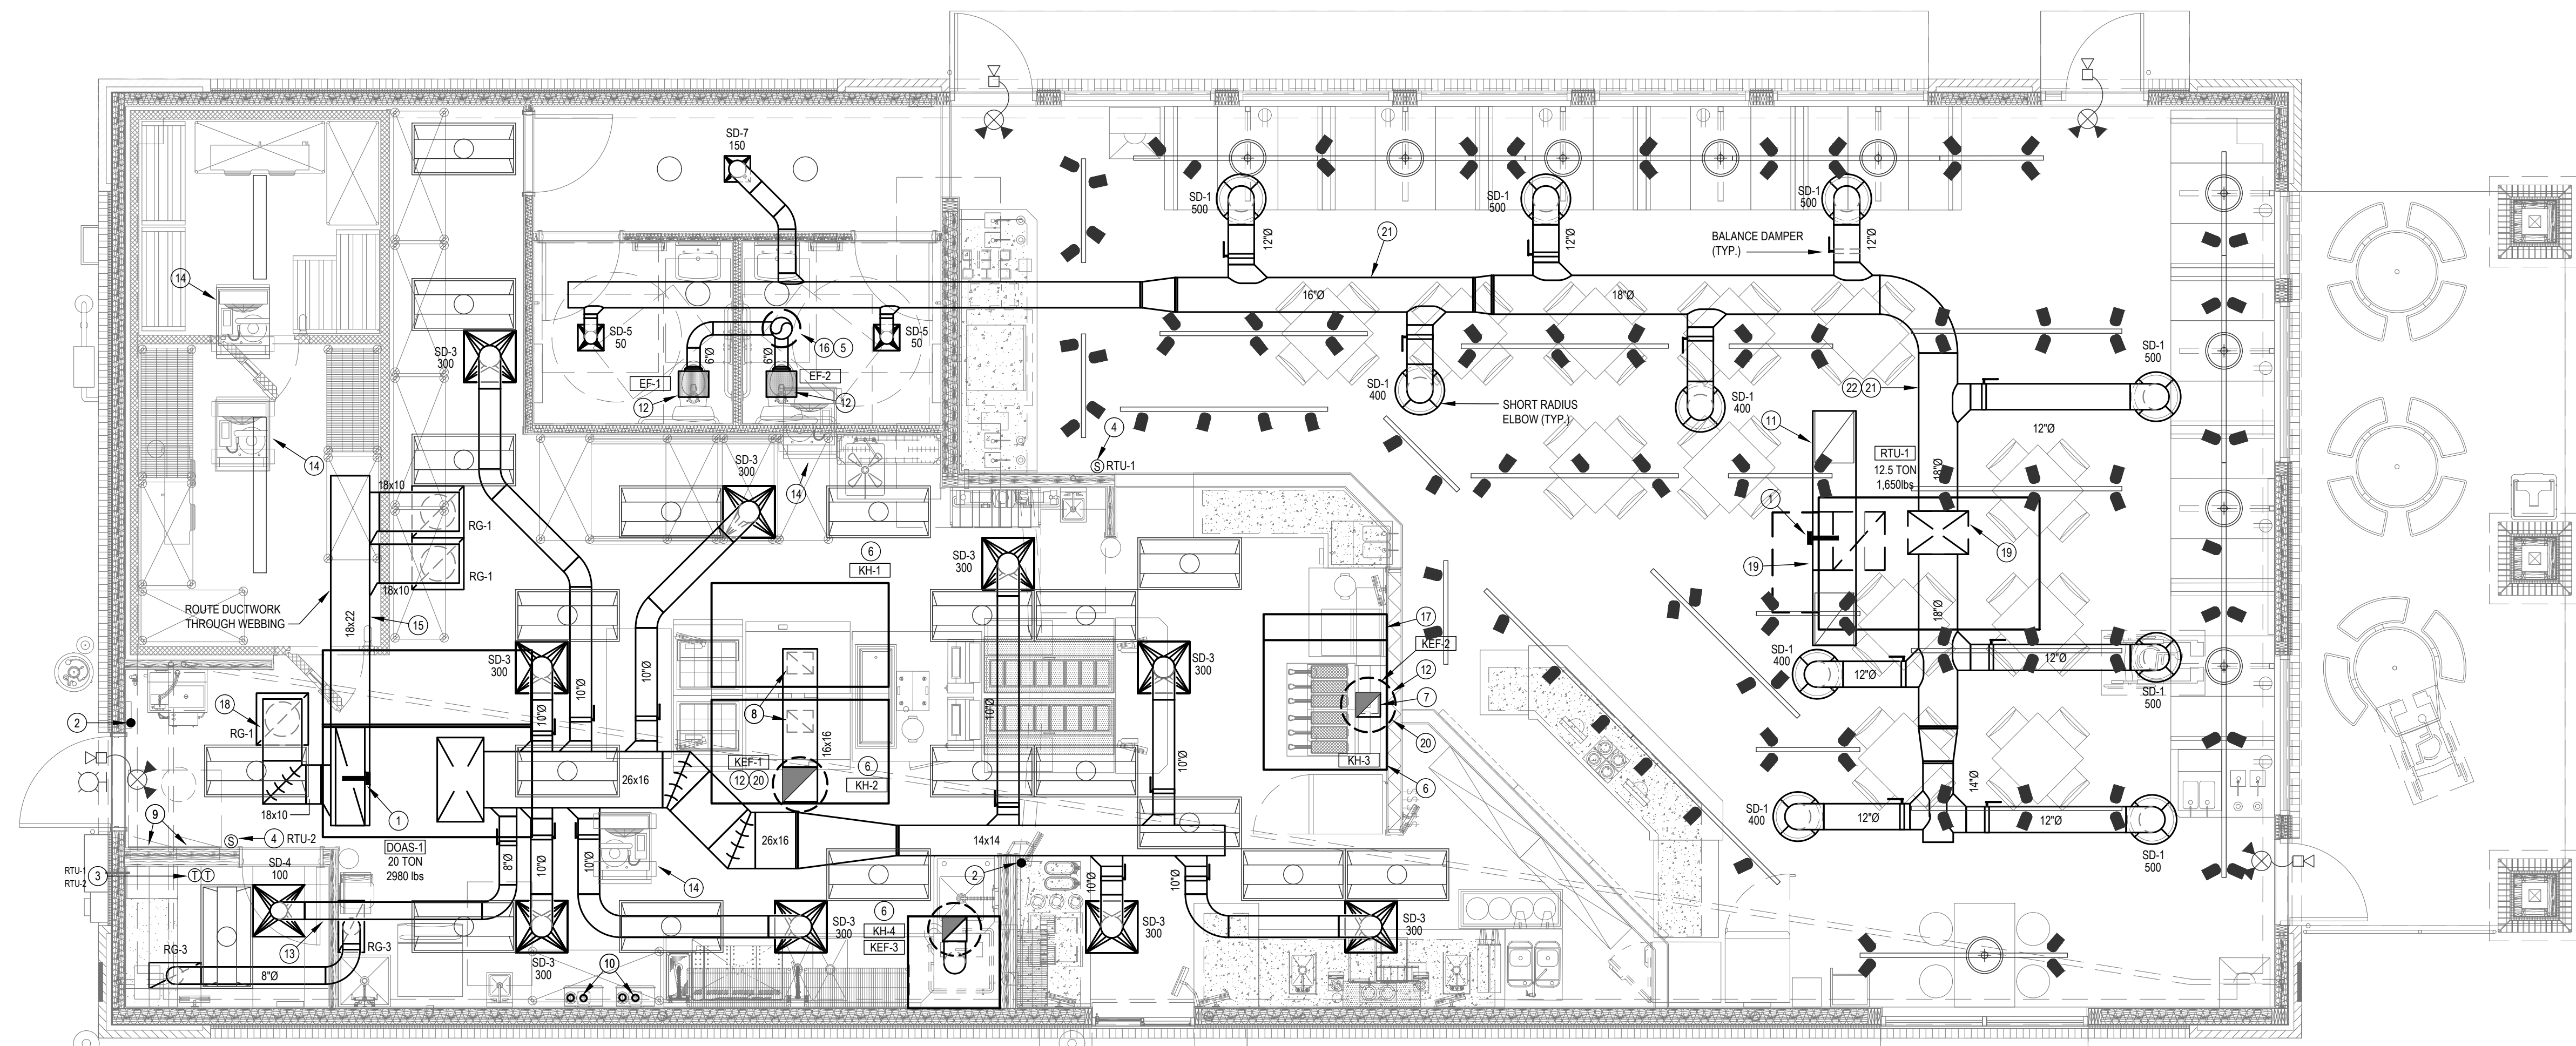 SD-7
150
SD-1
500
SD-1
500
SD-1
500
12"Ø
12"Ø
12"Ø
BALANCE DAMPER
(TYP.)
21
14
16"Ø
18"Ø
SD-5
50
SD-5
50
SD-3
300
16
5
6"Ø
6"Ø
EF-1
EF-2
12
12
SD-1
500
SD-1
400
SHORT RADIUS
ELBOW (TYP.)
SD-1
400
22
21
11
12"Ø
4
S
RTU-1
14
SD-3
300
14
RTU-1
12.5 TON
1,650lbs
18"Ø
18x10
RG-1
RG-1
18x10
1
19
19
6
KH-1
SD-3
300
ROUTE DUCTWORK
THROUGH WEBBING
18x22
15
18"Ø
17
KEF-2
SD-3
300
SD-3
300
10"Ø
10"Ø
SD-1
400
12"Ø
12"Ø
SD-1
500
12
7
2
18
RG-1
10"Ø
8
10"Ø
16x16
20
KEF-1
12
20
6
KH-2
10"Ø
KH-3
6
26x16
14"Ø
18x10
1
SD-1
400
12"Ø
12"Ø
SD-1
500
9
S
4
RTU-2
DOAS-1
20 TON
2980 lbs
26x16
14x14
RTU-1
RTU-2
3
T
T
SD-4
100
8"Ø
10"Ø
10"Ø
14
2
10"Ø
10"Ø
6
KH-4
KEF-3
SD-3
300
SD-3
300
SD-3
300
RG-3
8"Ø
13
RG-3
SD-3
300
10